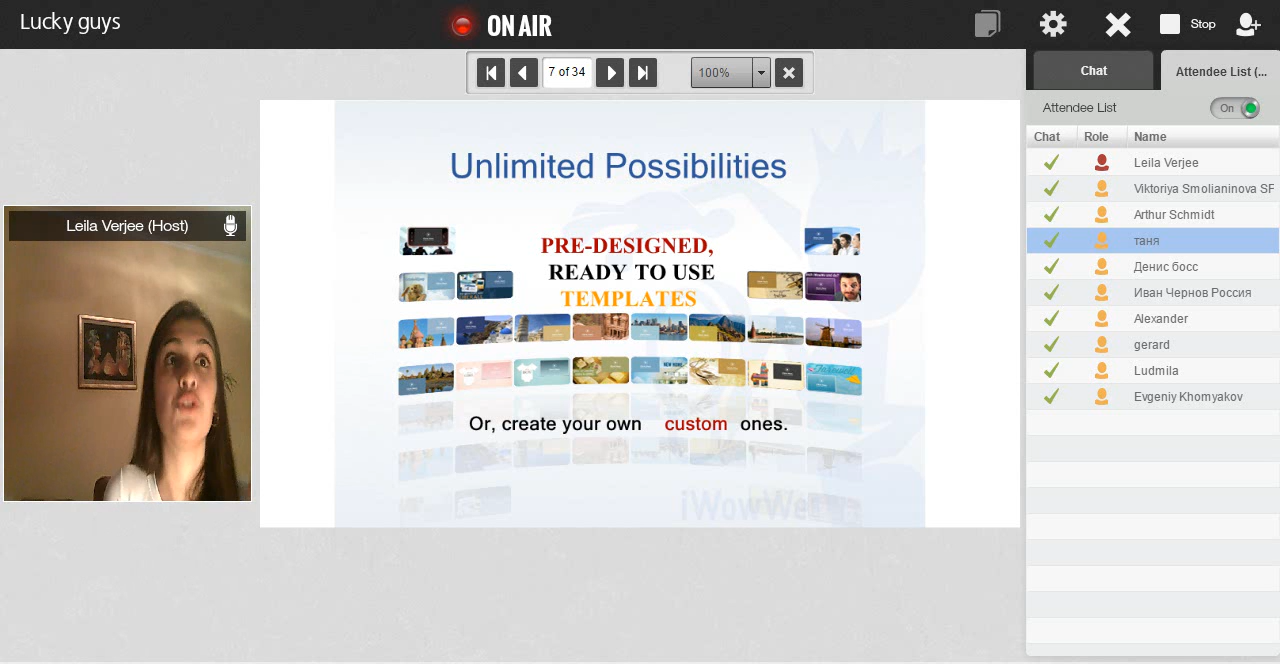 Lucky guys
ON AIR
Stop
7 of 34
100%
Chat
Attendee List (...
Attendee List
On
Chat Role Name
Leila Verjee
Viktoriya Smolianinova SF
Arthur Schmidt
таня
Денис босс
Иван Чернов Россия
Alexander
gerard
Ludmila
Evgeniy Khomyakov
Leila Verjee (Host)
Unlimited Possibilities
PRE-DESIGNED,
READY TO USE
TEMPLATES
Or, create your own custom ones.
iWowWe